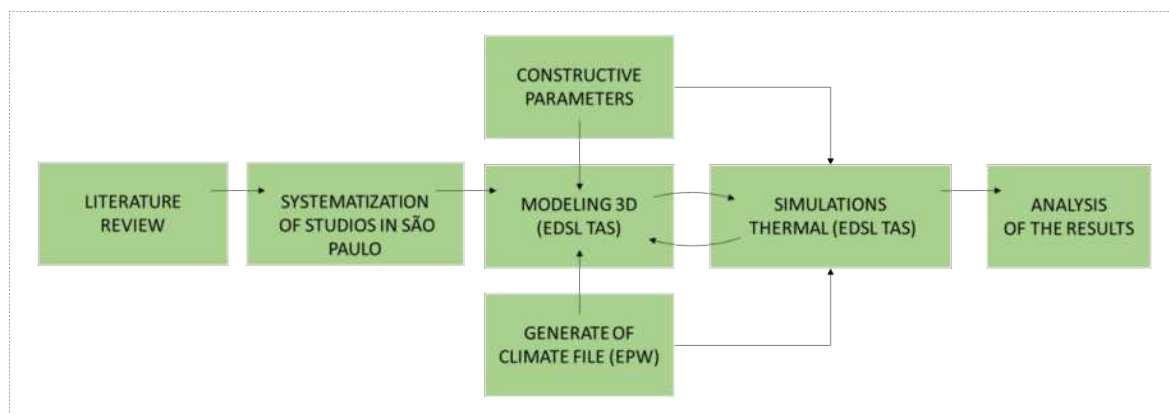 CONSTRUCTIVE
PARAMETERS
LITERATURE
REVIEW
SYSTEMATIZATION
OF STUDIOS IN SÃO
PAULO
MODELING 3D
(EDSL TAS)
SIMULATIONS
THERMAL (EDSL TAS)
ANALYSIS
OF THE RESULTS
GENERATE OF
CLIMATE FILE (EPW)